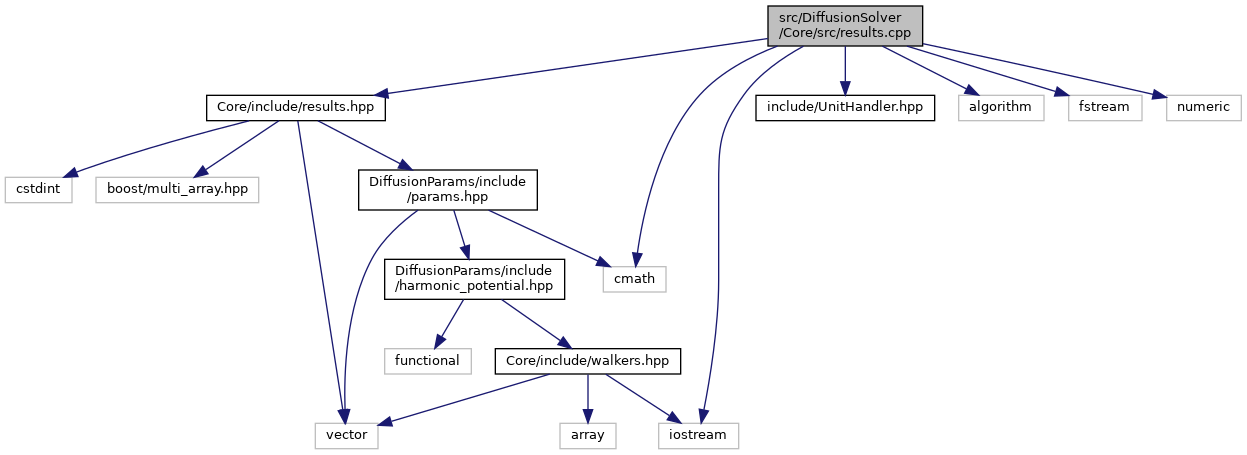 src/DiffusionSolver
/Core/src/results.cpp
Core/include/results.hpp
include/UnitHandler.hpp
algorithm
fstream
numeric
cstdint
boost/multi_array.hpp
DiffusionParams/include
/params.hpp
DiffusionParams/include
/harmonic_potential.hpp
cmath
functional
Core/include/walkers.hpp
vector
array
iostream